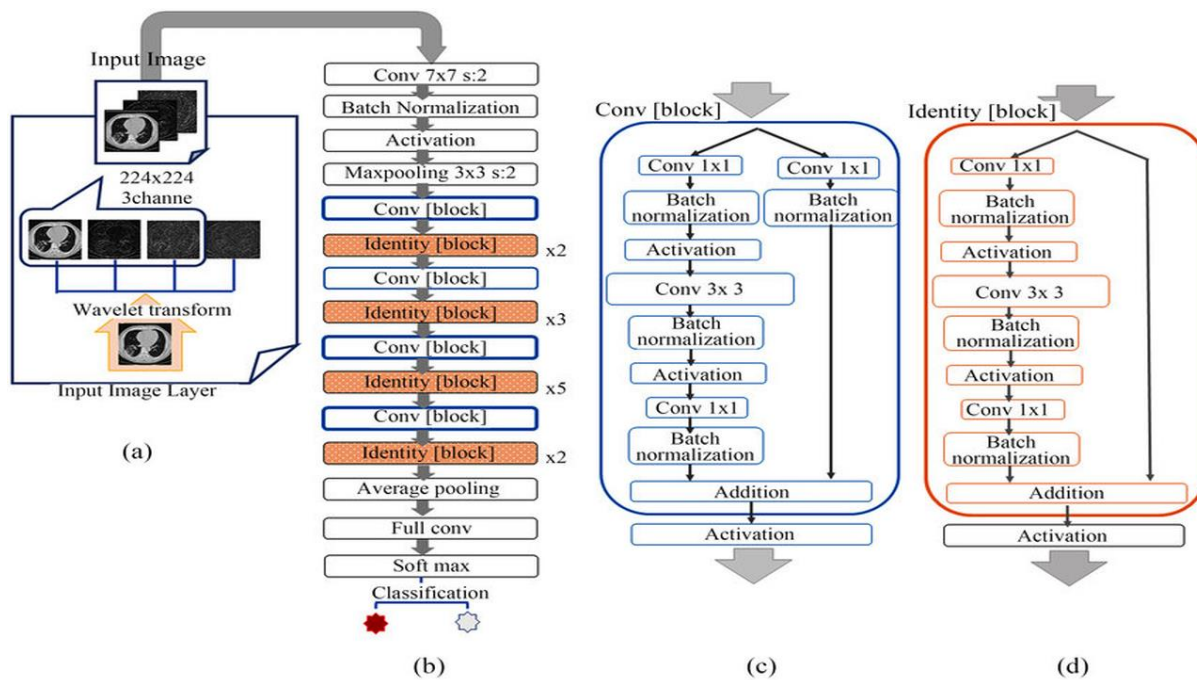 Input Image
224x224
3channe
Wavelet transform
Input Image Layer
(a)
Conv 7x7 s:2
Batch Normalization
Activation
Maxpooling 3x3 s:2
Conv [block]
Identity [block]
x2
Conv [block]
Identity [block]
x3
Conv [block]
Identity [block]
x5
Conv [block]
Identity [block]
x2
Average pooling
Full conv
Soft max
Classification
(b)
Conv [block]
Conv 1x1
Batch
normalization
Activation
Conv 3x 3
Batch
normalization
Activation
Conv 1x1
Batch
normalization
Conv 1x1
Batch
normalization
Addition
Activation
(c)
Identity [block]
Conv 1x1
Batch
normalization
Activation
Conv 3x 3
Batch
normalization
Activation
Conv 1x1
Batch
normalization
Addition
Activation
(d)